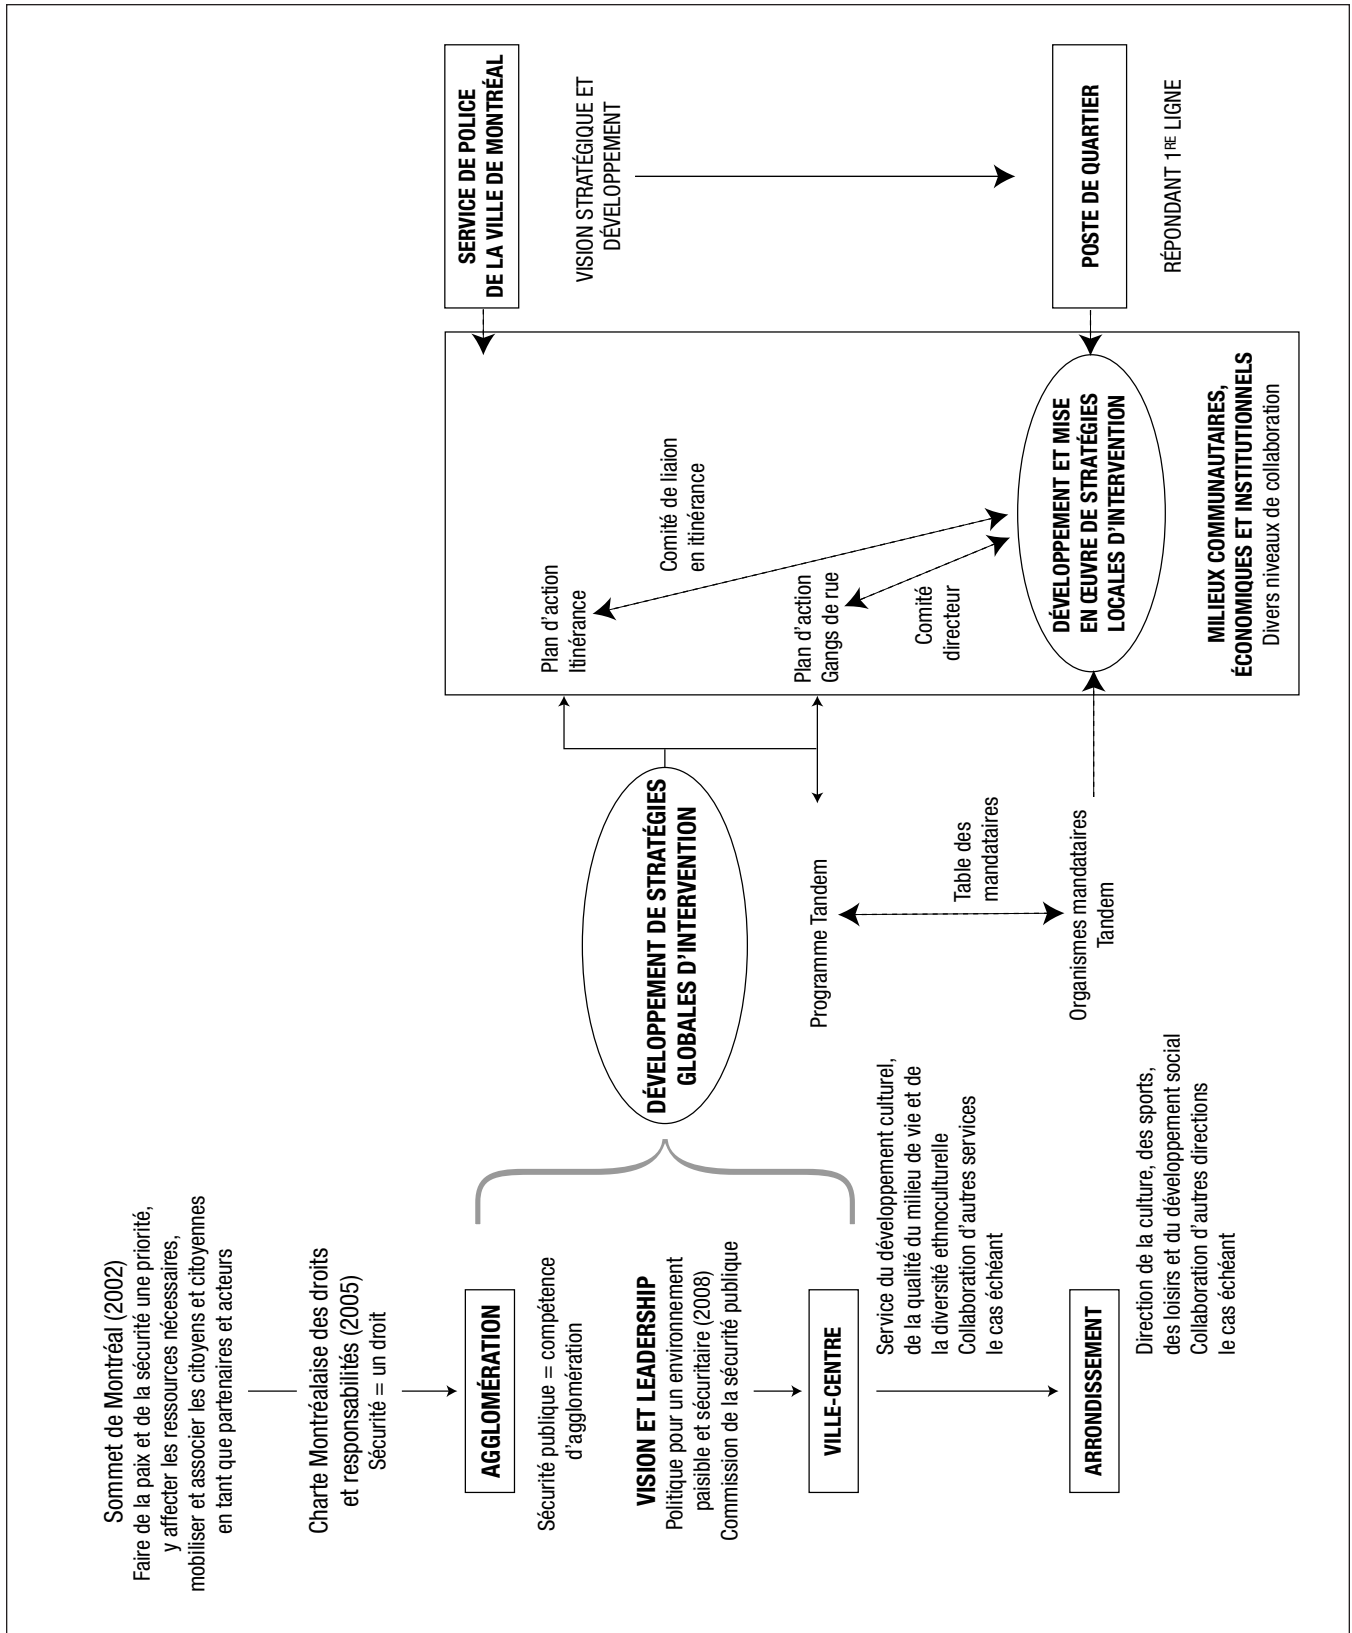 Sommet de Montréal (2002)
Faire de la paix et de la sécurité une priorité,
y affecter les ressources nécessaires,
mobiliser et associer les citoyens et citoyennes
en tant que partenaires et acteurs
Charte Montréalaise des droits
et responsabilités (2005)
Sécurité = un droit
AGGLOMÉRATION
Sécurité publique = compétence
d’agglomération
VISION ET LEADERSHIP
Politique pour un environnement
paisible et sécuritaire (2008)
Commission de la sécurité publique
VILLE-CENTRE
Service du développement culturel,
de la qualité du milieu de vie et de
la diversité ethnoculturelle
Collaboration d’autres services
le cas échéant
ARRONDISSEMENT
Direction de la culture, des sports,
des loisirs et du développement social
Collaboration d’autres directions
le cas échéant
DÉVELOPPEMENT DE STRATÉGIES
GLOBALES D’INTERVENTION
Programme Tandem
Table des
mandataires
Organismes mandataires
Tandem
Plan d’action
Itinérance
Comité de liaion
en itinérance
Plan d’action
Gangs de rue
Comité
directeur
DÉVELOPPEMENT ET MISE
EN ŒUVRE DE STRATÉGIES
LOCALES D’INTERVENTION
MILIEUX COMMUNAUTAIRES,
ÉCONOMIQUES ET INSTITUTIONNELS
Divers niveaux de collaboration
SERVICE DE POLICE
DE LA VILLE DE MONTRÉAL
VISION STRATÉGIQUE ET
DÉVELOPPEMENT
POSTE DE QUARTIER
RÉPONDANT 1RE LIGNE